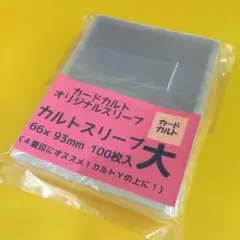 カードカルト
オリジナルスリーブ
カルトスリーブ大
66x 93mm 100枚入
(4重目にオススメ！カルトYの上に！)
カード
カルト